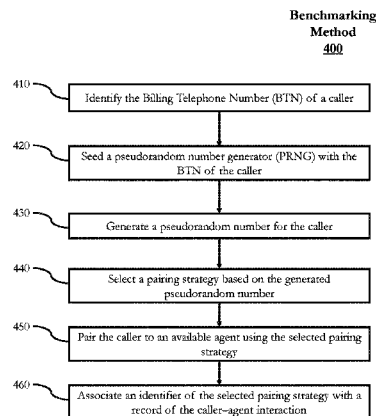 Benchmarking
Method
400
410
Identify the Billing Telephone Number (BTN) of a caller
420
Seed a pseudorandom number generator (PRNG) with the
BTN of the caller
430
Generate a pseudorandom number for the caller
440
Select a pairing strategy based on the generated
pseudorandom number
450
Pair the caller to an available agent using the selected pairing
strategy
460
Associate an identifier of the selected pairing strategy with a
record of the caller–agent interaction